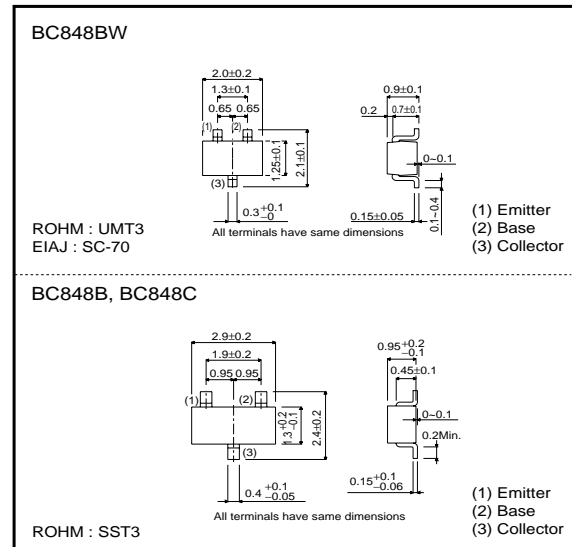 BC848BW
2.0±0.2
1.3±0.1
0.65 0.65
(1) (2)
(3)
1.25±0.1
2.1±0.1
0.3 +0.1 −0
All terminals have same dimensions
0.9±0.1
0.2 0.7±0.1
0~0.1
0.15±0.05
0.1~0.4
ROHM : UMT3
EIAJ : SC-70
(1) Emitter
(2) Base
(3) Collector
BC848B, BC848C
2.9±0.2
1.9±0.2
0.95 0.95
(1) (2)
(3)
1.3 +0.2 −0.1
2.4±0.2
0.4 +0.1 −0.05
All terminals have same dimensions
0.95 +0.2 −0.1
0.45±0.1
0~0.1
0.2Min.
0.15 +0.1 −0.06
ROHM : SST3
(1) Emitter
(2) Base
(3) Collector